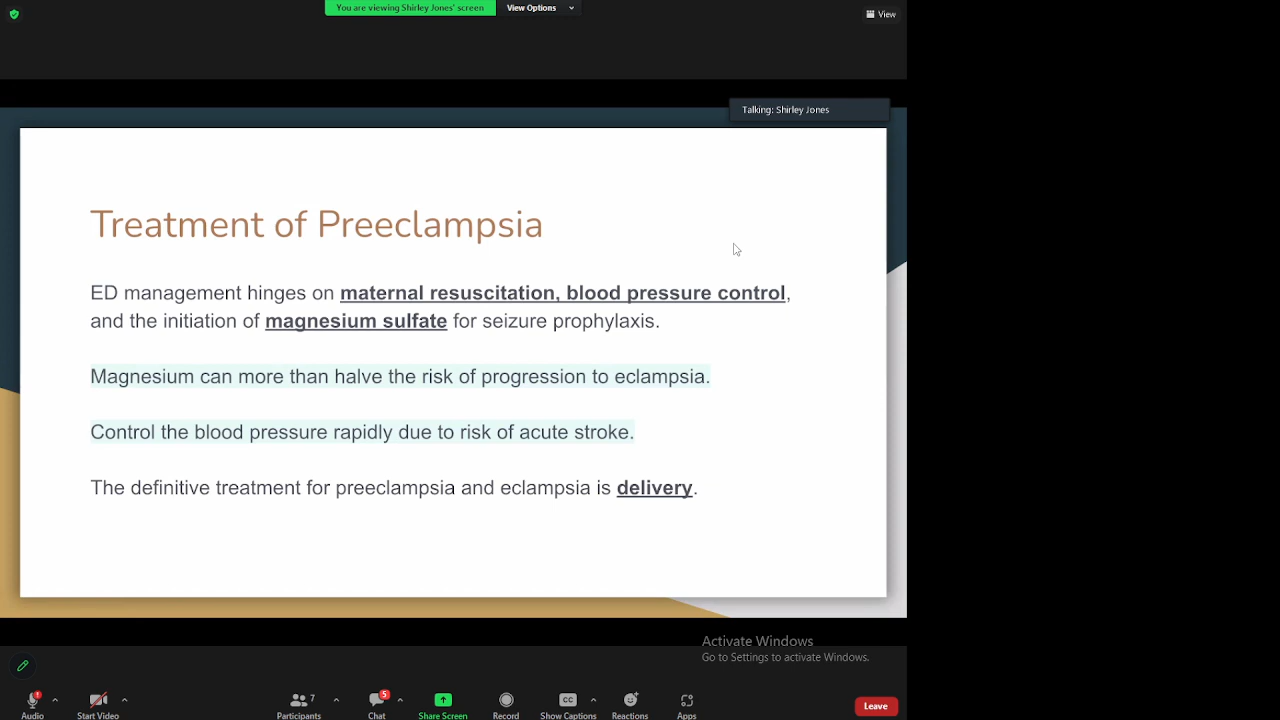 You are viewing Shirley Jones' screen
View Options
View
Talking: Shirley Jones
Treatment of Preeclampsia
ED management hinges on maternal resuscitation, blood pressure control,
and the initiation of magnesium sulfate for seizure prophylaxis.
Magnesium can more than halve the risk of progression to eclampsia.
Control the blood pressure rapidly due to risk of acute stroke.
The definitive treatment for preeclampsia and eclampsia is delivery.
Activate Windows
Go to Settings to activate Windows.
7
5
Audio
Start Video
Participants
Chat
Share Screen
Record
CC
Show Captions
Reactions
Apps
Leave